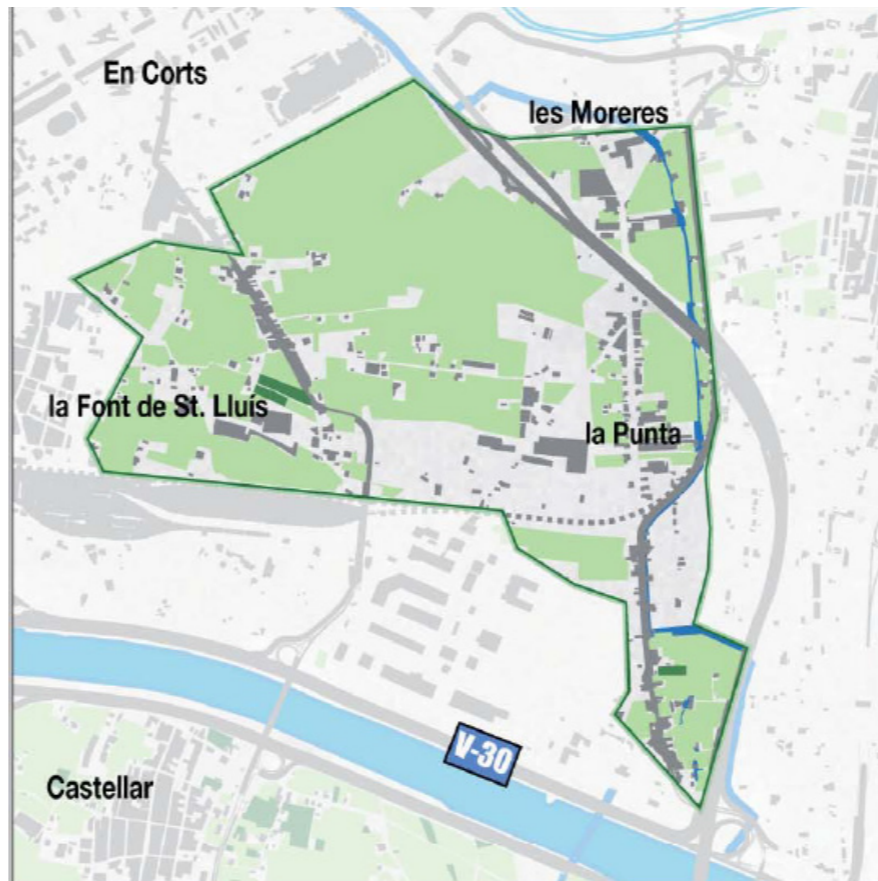 En Corts
les Moreres
la Font de St. Lluís
la Punta
V-30
Castellar